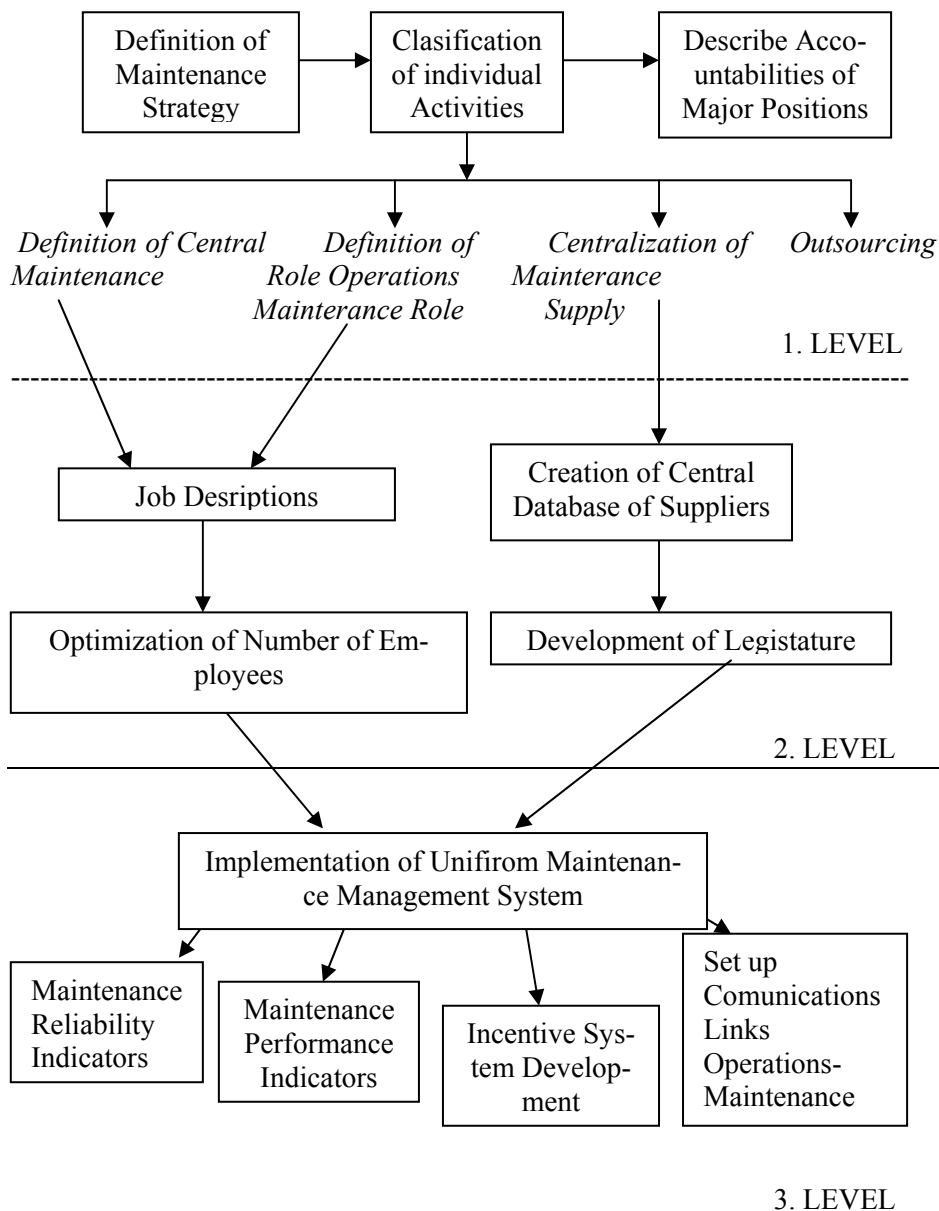 Definition of
Maintenance
Strategy
Clasification
of individual
Activities
Describe Acco-
untabilities of
Major Positions
Definition of Central
Maintenance
Definition of
Role Operations
Mainterance Role
Centralization of
Mainterance
Supply
Outsourcing
1. LEVEL
Job Desriptions
Creation of Central
Database of Suppliers
Optimization of Number of Em-
ployees
Development of Legistature
2. LEVEL
Implementation of Unifirom Maintenan-
ce Management System
Maintenance
Reliability
Indicators
Maintenance
Performance
Indicators
Incentive Sys-
tem Develop-
ment
Set up
Comunications
Links
Operations-
Maintenance
3. LEVEL